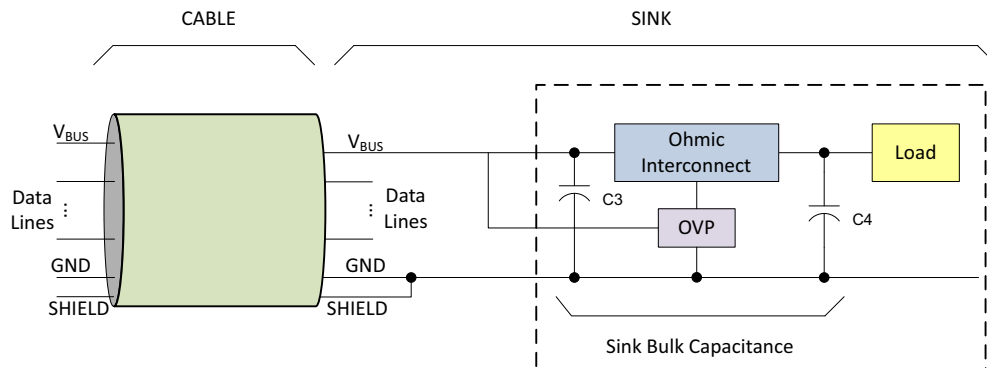 CABLE
SINK
VBUS
Data
Lines
GND
SHIELD
VBUS
Data
Lines
GND
SHIELD
Ohmic
Interconnect
Load
C3
OVP
C4
Sink Bulk Capacitance